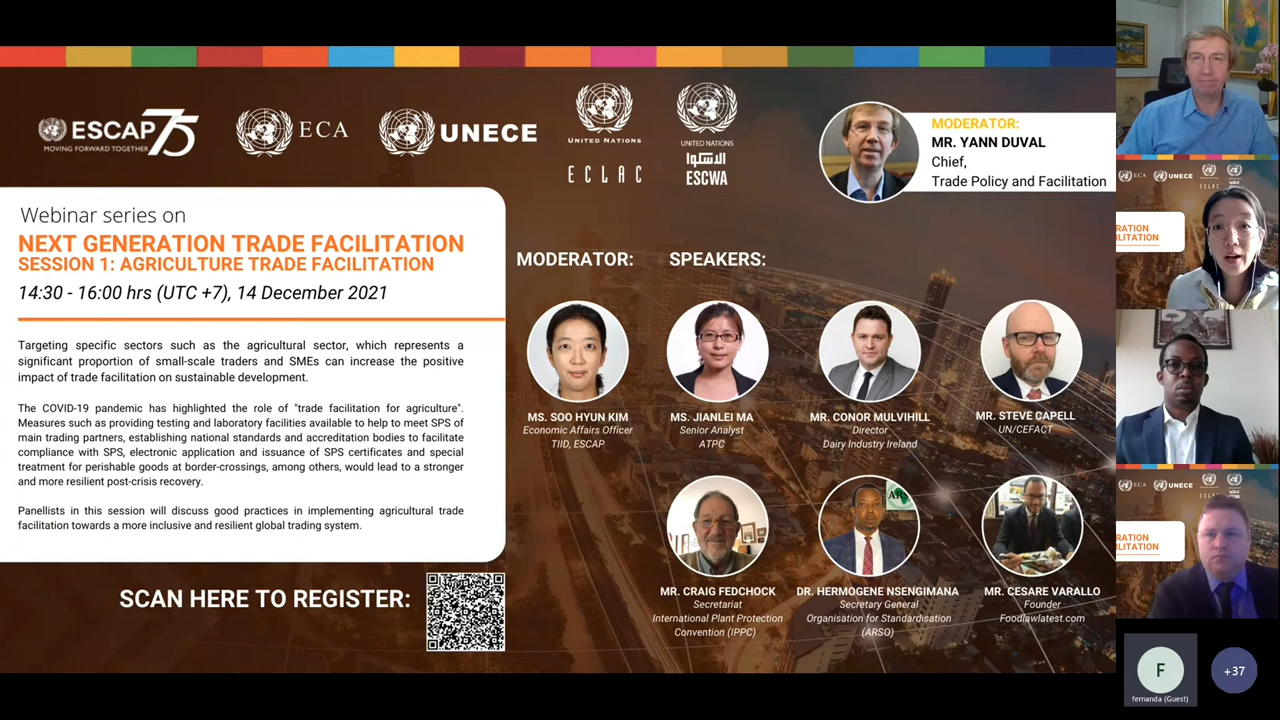 ESCAP 75
MOVING FORWARD TOGETHER
ECA
UNECE
UNITED NATIONS
ECLAC
UNITED NATIONS
الاسكوا
ESCWA
MODERATOR:
MR. YANN DUVAL
Chief,
Trade Policy and Facilitation
Webinar series on
NEXT GENERATION TRADE FACILITATION
SESSION 1: AGRICULTURE TRADE FACILITATION
14:30 - 16:00 hrs (UTC +7), 14 December 2021
Targeting specific sectors such as the agricultural sector, which represents a
significant proportion of small-scale traders and SMEs can increase the positive
impact of trade facilitation on sustainable development.
The COVID-19 pandemic has highlighted the role of "trade facilitation for agriculture".
Measures such as providing testing and laboratory facilities available to help to meet SPS of
main trading partners, establishing national standards and accreditation bodies to facilitate
compliance with SPS, electronic application and issuance of SPS certificates and special
treatment for perishable goods at border-crossings, among others, would lead to a stronger
and more resilient post-crisis recovery.
Panellists in this session will discuss good practices in implementing agricultural trade
facilitation towards a more inclusive and resilient global trading system.
SCAN HERE TO REGISTER:
MODERATOR:
SPEAKERS:
MS. SOO HYUN KIM
Economic Affairs Officer
TIID, ESCAP
MS. JIANLEI MA
Senior Analyst
ATPC
MR. CONOR MULVIHILL
Director
Dairy Industry Ireland
MR. STEVE CAPELL
UN/CEFACT
MR. CRAIG FEDCHOCK
Secretariat
International Plant Protection
Convention (IPPC)
DR. HERMOGENE NSENGIMANA
Secretary General
Organisation for Standardisation
(ARSO)
MR. CESARE VARALLO
Founder
Foodlawlatest.com
ECA
UNECE
ECLAC
RATION
ILITATION
ECA
UNECE
RATION
ILITATION
F
fernanda (Guest)
+37